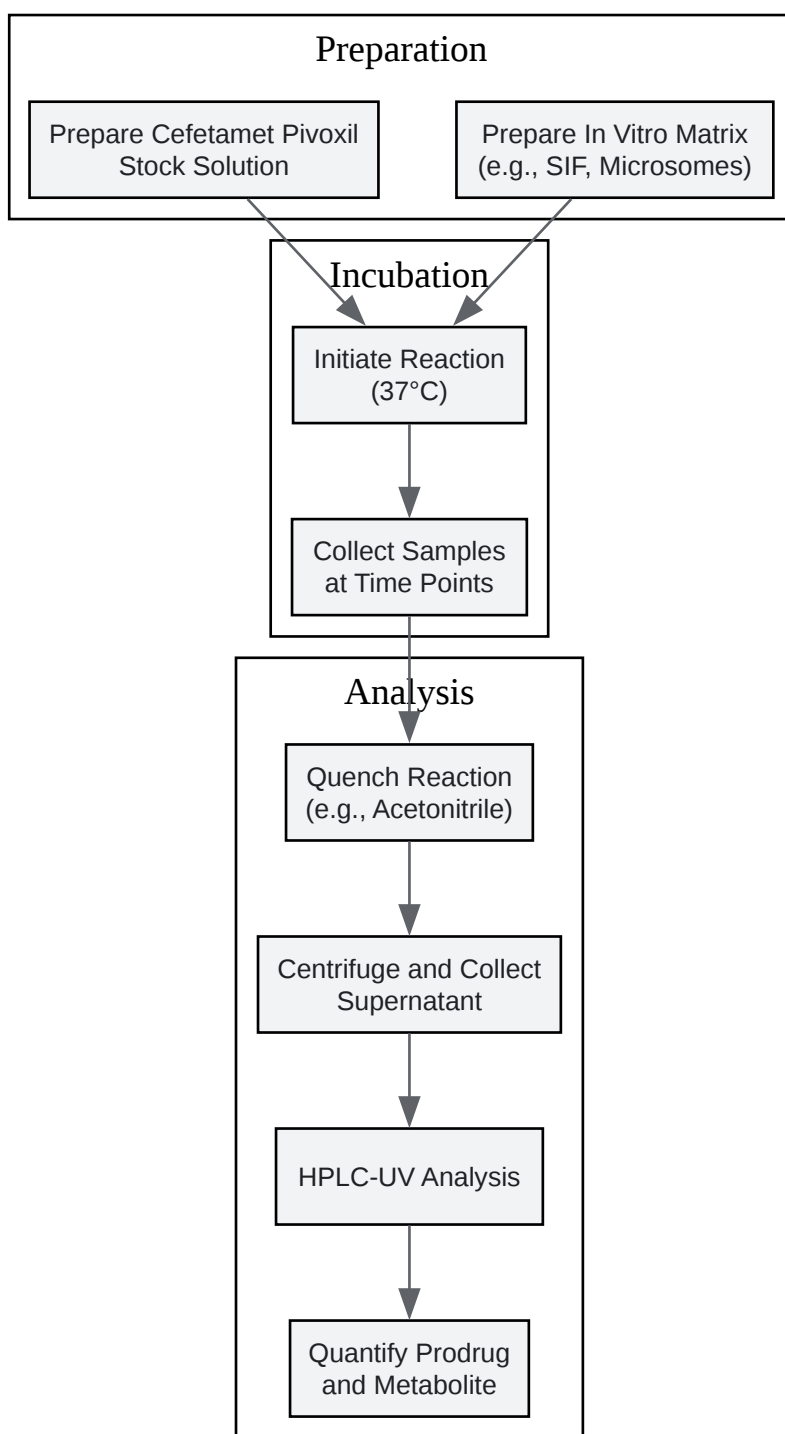 Preparation
Prepare Cefetamet Pivoxil
Stock Solution
Prepare In Vitro Matrix
(e.g., SIF, Microsomes)
Incubation
Initiate Reaction
(37°C)
Collect Samples
at Time Points
Analysis
Quench Reaction
(e.g., Acetonitrile)
Centrifuge and Collect
Supernatant
HPLC-UV Analysis
Quantify Prodrug
and Metabolite